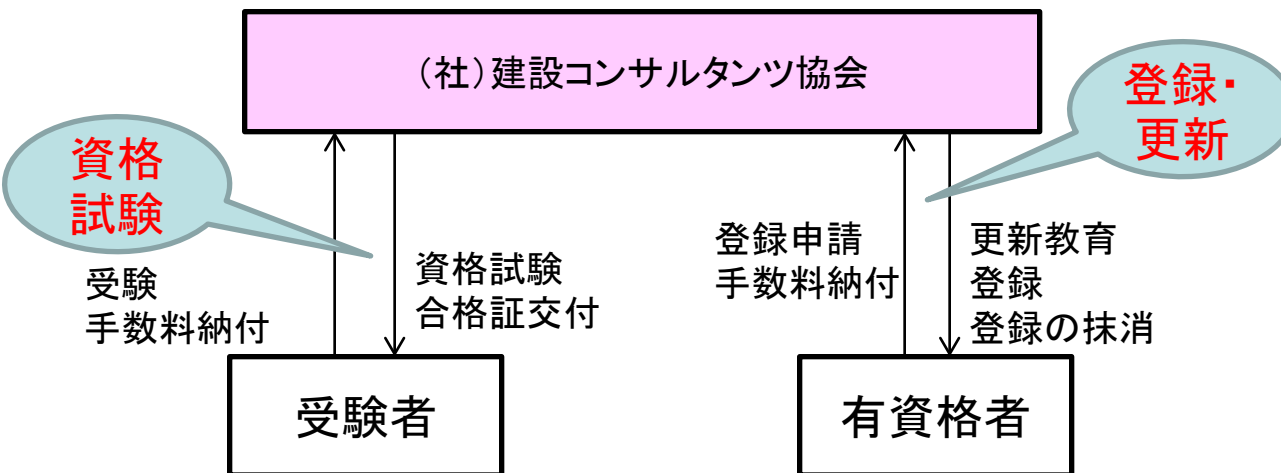 （社）建設コンサルタンツ協会
資格
試験
登録・
更新
受験
手数料納付
資格試験
合格証交付
登録申請
手数料納付
更新教育
登録
登録の抹消
受験者
有資格者